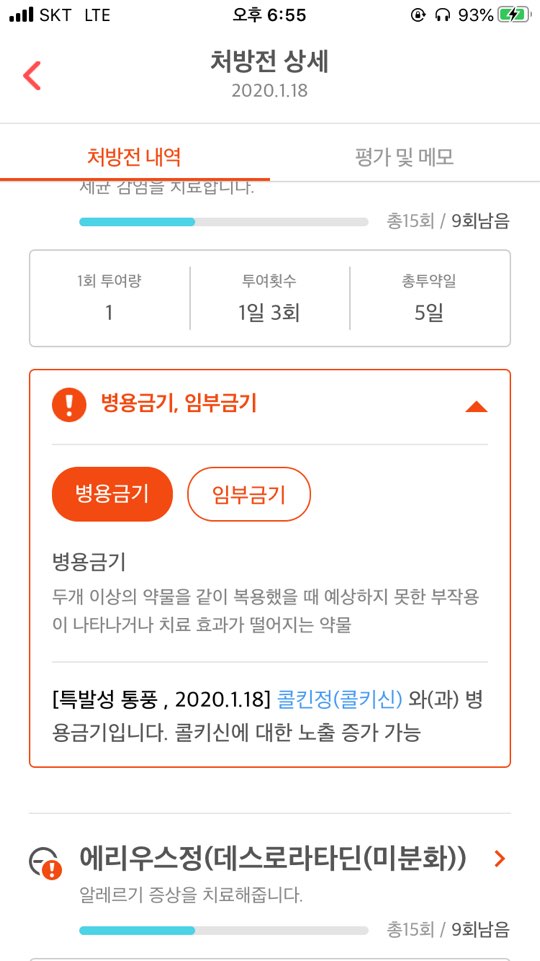 SKT LTE 오후 6:55 93%
처방전 상세
2020.1.18
처방전 내역 평가 및 메모
세균 감염을 치료합니다.
총15회 / 9회남음
1회 투여량 투여횟수 총투약일
1 1일 3회 5일
병용금기, 임부금기
병용금기 임부금기
병용금기
두개 이상의 약물을 같이 복용했을 때 예상하지 못한 부작용
이 나타나거나 치료 효과가 떨어지는 약물
[특발성 통풍 , 2020.1.18] 콜킨정(콜키신) 와(과) 병
용금기입니다. 콜키신에 대한 노출 증가 가능
에리우스정(데스로라타딘(미분화))
알레르기 증상을 치료해줍니다.
총15회 / 9회남음